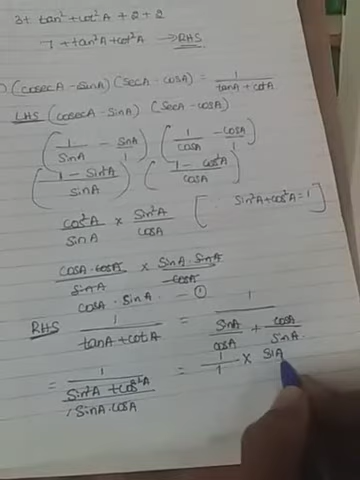 3+ tan² + cot²A + 2 + 2
7 + tan²A + cot²A → RHS
(cosecA - sinA) (secA - cosA) = 1/(tanA + cotA)
LHS (cosecA - sinA) (secA - cosA)
(1/sinA - sinA/1) (1/cosA - cosA/1)
((1 - sin²A)/sinA) ((1 - cos²A)/cosA)
cos²A/sinA × sin²A/cosA [∵ sin²A + cos²A = 1]
cosA·cosA/sinA × sinA·sinA/cosA
cosA · sinA — ①
RHS 1/(tanA + cotA) = 1/(sinA/cosA + cosA/sinA)
= 1/((sin²A + cos²A)/sinA·cosA) = 1/1 × sinA